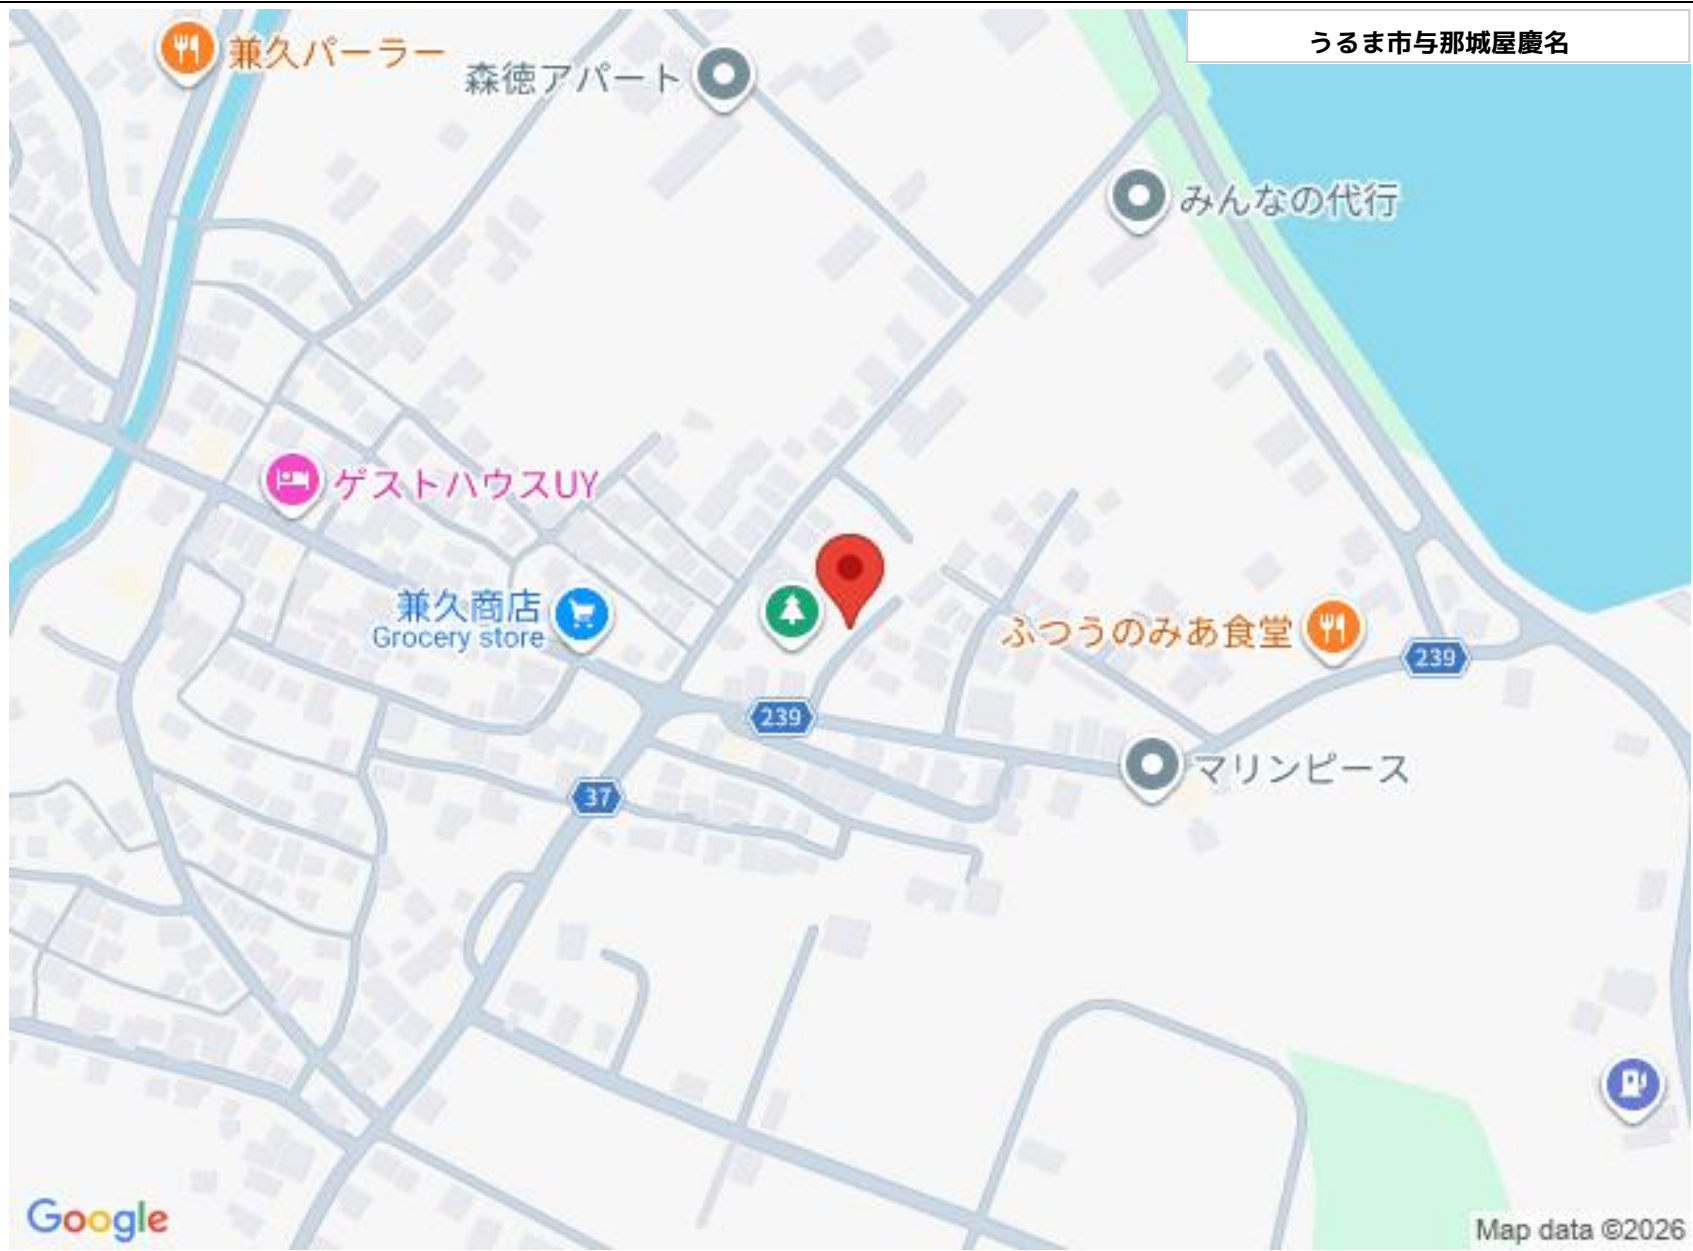 うるま市与那城屋慶名
兼久パーラー
森徳アパート
みんなの代行
ゲストハウスUY
兼久商店
Grocery store
ふつうのみあ食堂
239
239
マリンピース
37
Google
Map data ©2026